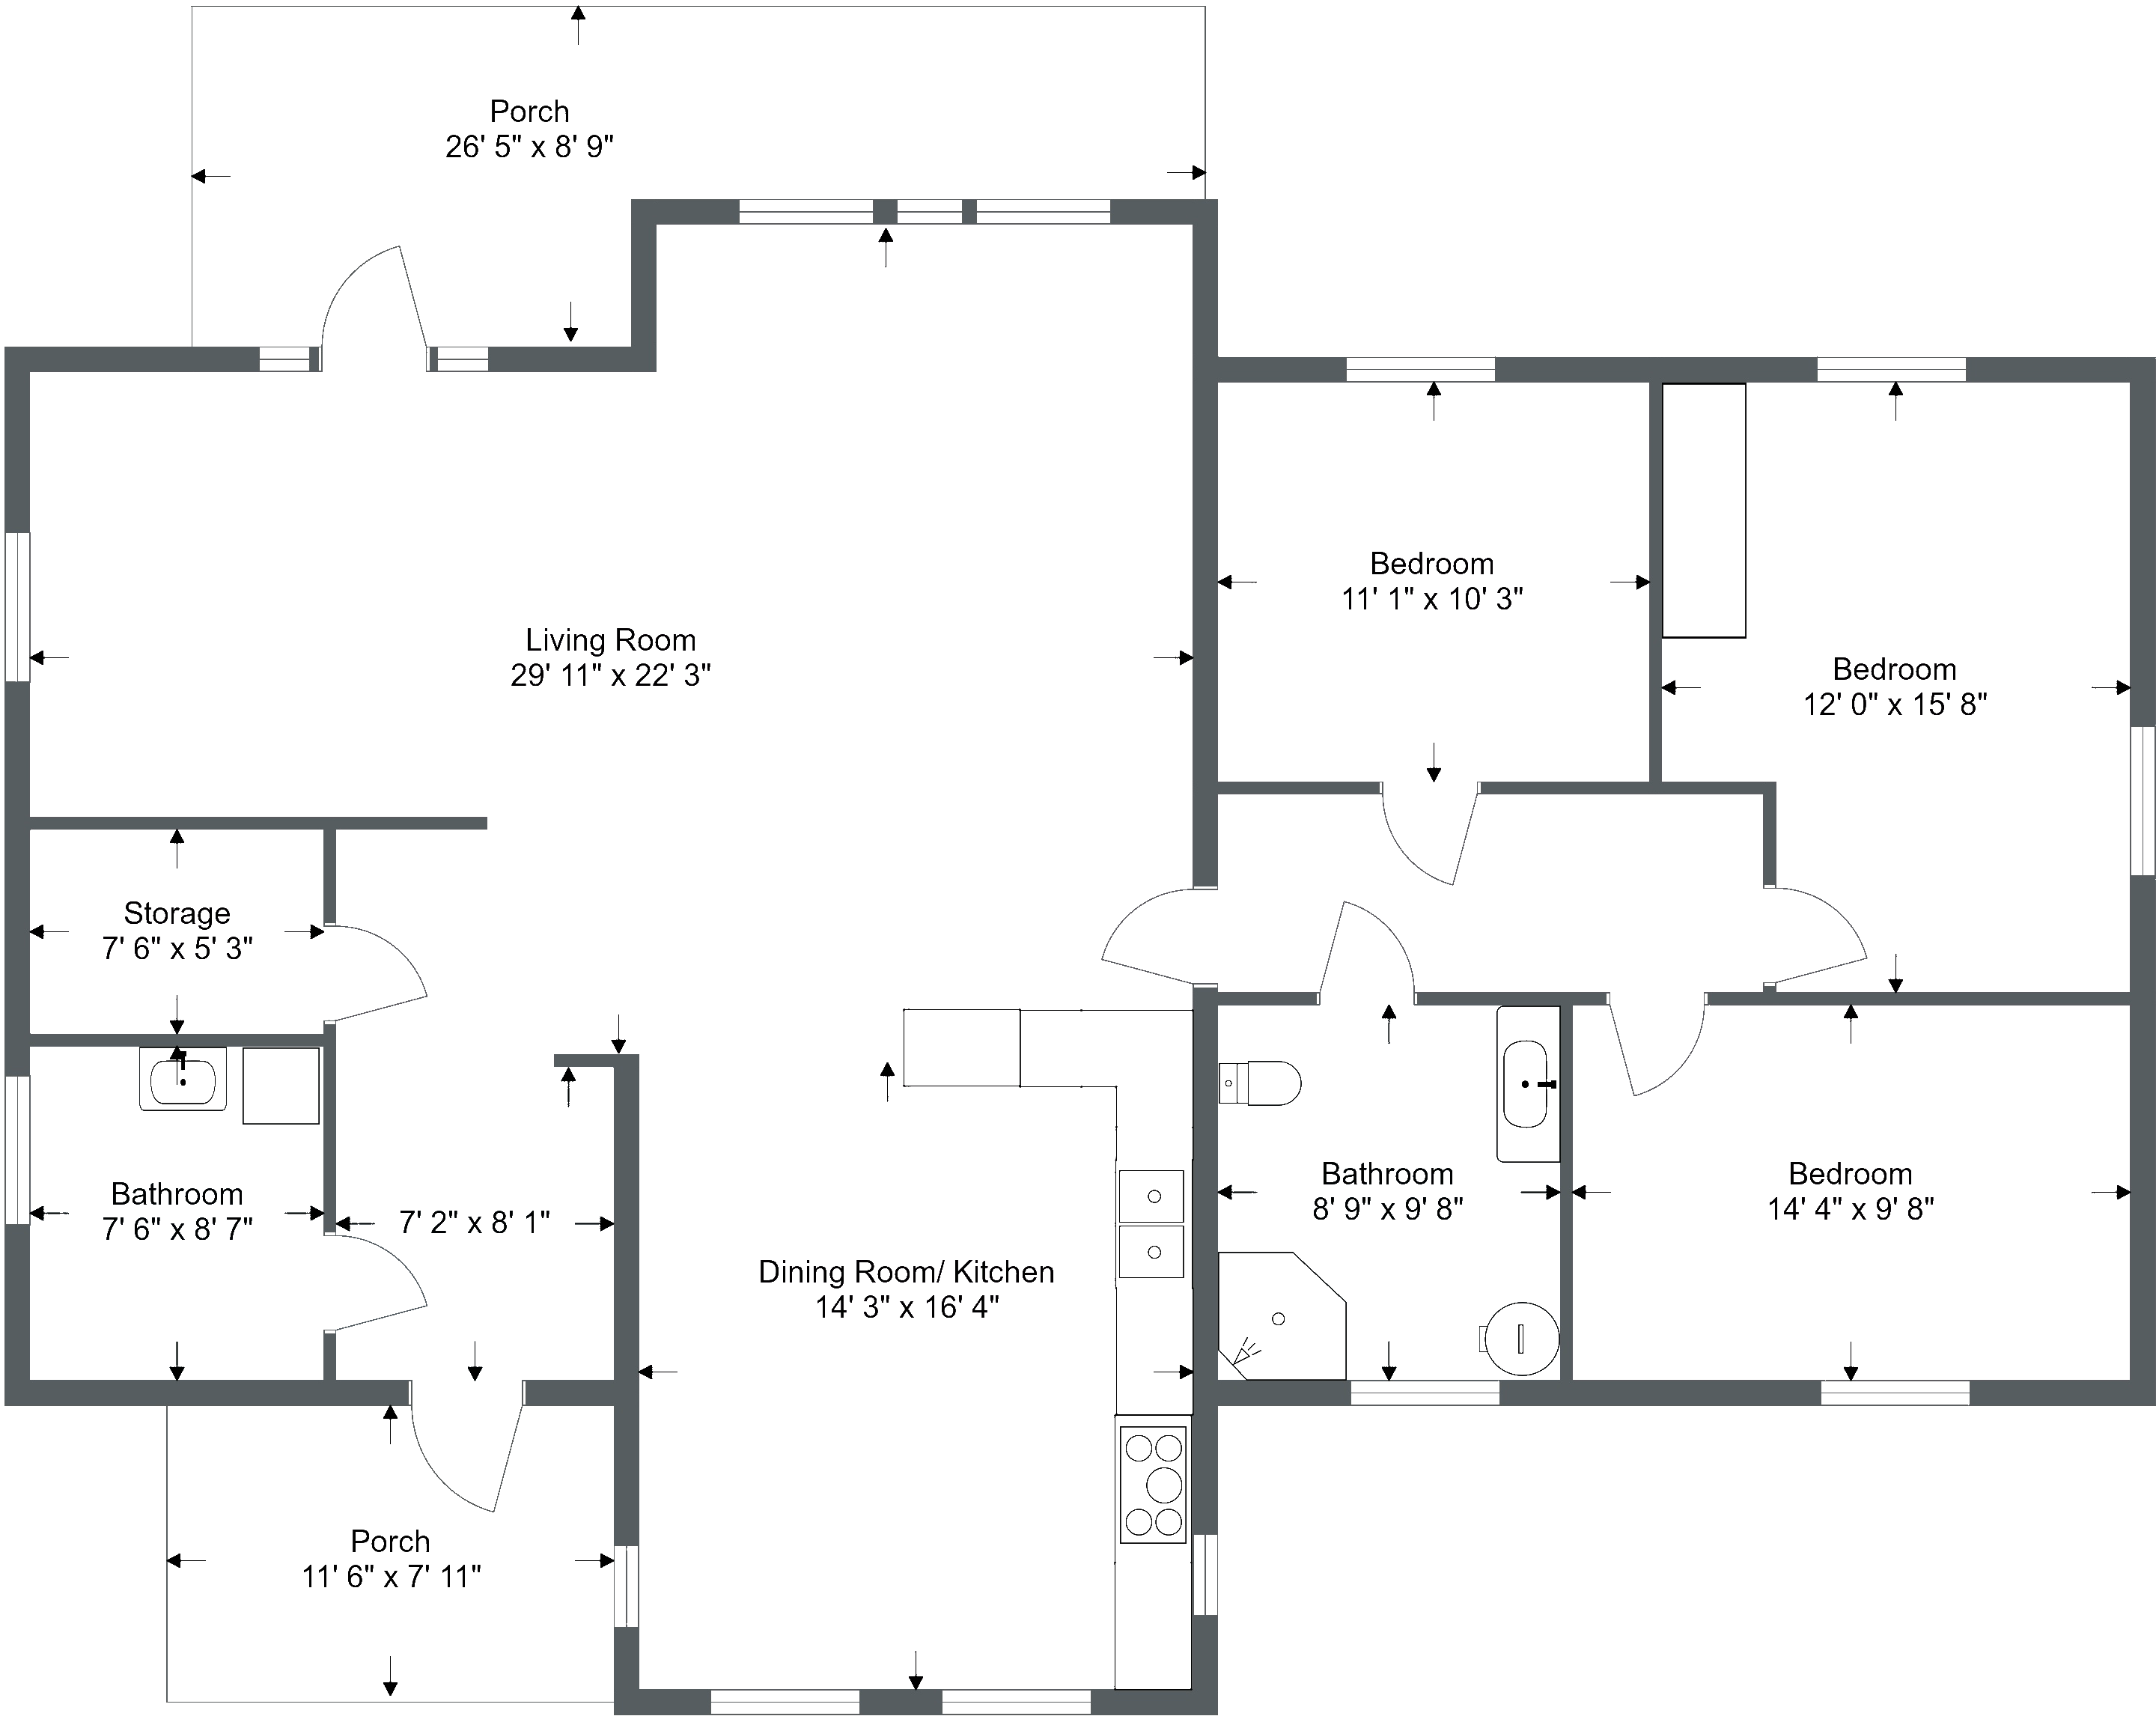 Porch
26' 5" x 8' 9"
Living Room
29' 11" x 22' 3"
Bedroom
11' 1" x 10' 3"
Bedroom
12' 0" x 15' 8"
Storage
7' 6" x 5' 3"
Bathroom
7' 6" x 8' 7"
7' 2" x 8' 1"
Dining Room/ Kitchen
14' 3" x 16' 4"
Bathroom
8' 9" x 9' 8"
Bedroom
14' 4" x 9' 8"
Porch
11' 6" x 7' 11"